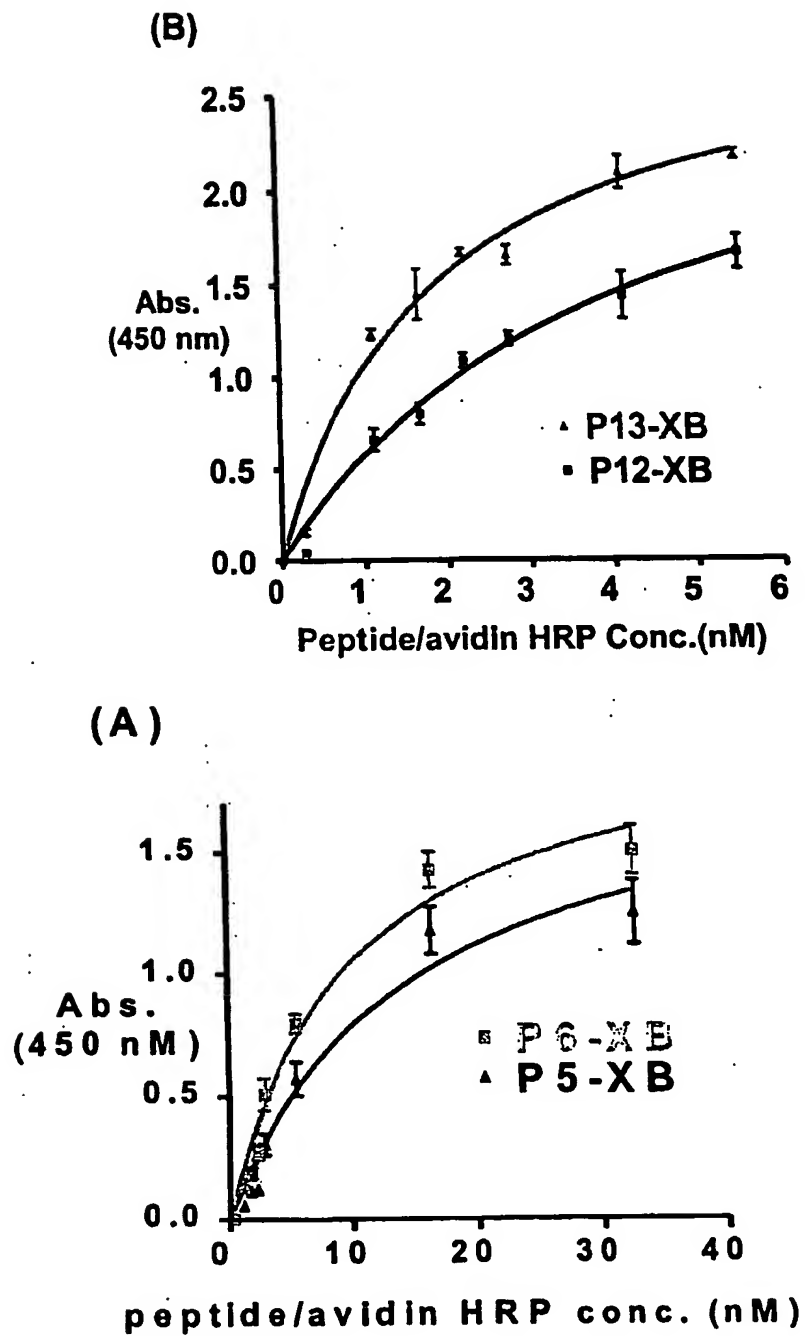 (B)
2.5
2.0
1.5
Abs.
(450 nm)
1.0
0.5
0.0
P13-XB
P12-XB
0 1 2 3 4 5 6
Peptide/avidin HRP Conc.(nM)
(A)
1.5
1.0
Abs.
(450 nM)
0.5
0.0
P6-XB
P5-XB
0 10 20 30 40
peptide/avidin HRP conc. (nM)